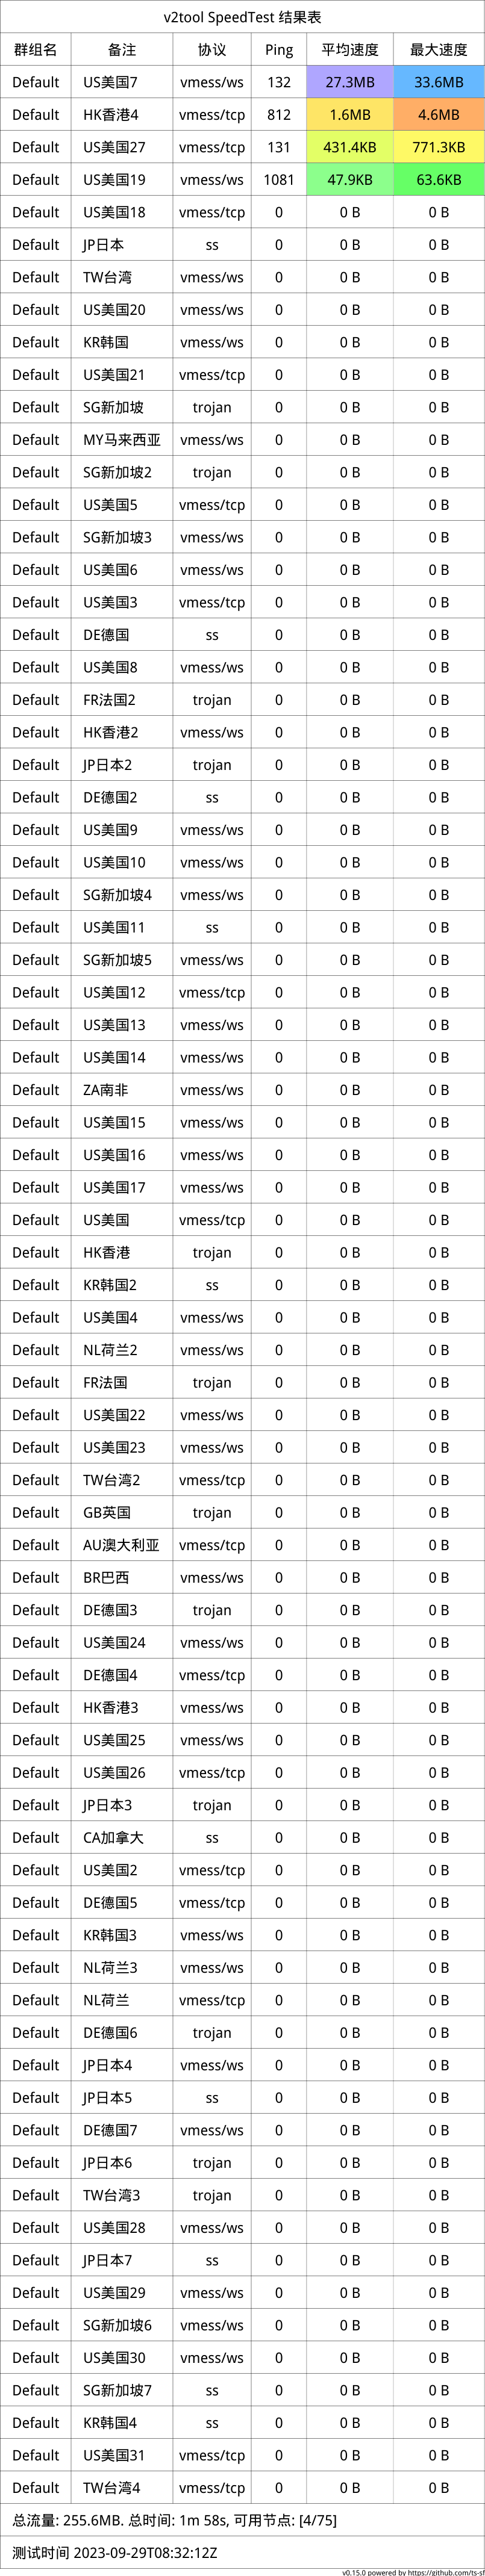 v2tool SpeedTest 结果表
群组名 备注 协议 Ping 平均速度 最大速度
Default US美国7 vmess/ws 132 27.3MB 33.6MB
Default HK香港4 vmess/tcp 812 1.6MB 4.6MB
Default US美国27 vmess/tcp 131 431.4KB 771.3KB
Default US美国19 vmess/ws 1081 47.9KB 63.6KB
Default US美国18 vmess/tcp 0 0 B 0 B
Default JP日本 ss 0 0 B 0 B
Default TW台湾 vmess/ws 0 0 B 0 B
Default US美国20 vmess/ws 0 0 B 0 B
Default KR韩国 vmess/ws 0 0 B 0 B
Default US美国21 vmess/tcp 0 0 B 0 B
Default SG新加坡 trojan 0 0 B 0 B
Default MY马来西亚 vmess/ws 0 0 B 0 B
Default SG新加坡2 trojan 0 0 B 0 B
Default US美国5 vmess/tcp 0 0 B 0 B
Default SG新加坡3 vmess/ws 0 0 B 0 B
Default US美国6 vmess/ws 0 0 B 0 B
Default US美国3 vmess/tcp 0 0 B 0 B
Default DE德国 ss 0 0 B 0 B
Default US美国8 vmess/ws 0 0 B 0 B
Default FR法国2 trojan 0 0 B 0 B
Default HK香港2 vmess/ws 0 0 B 0 B
Default JP日本2 trojan 0 0 B 0 B
Default DE德国2 ss 0 0 B 0 B
Default US美国9 vmess/ws 0 0 B 0 B
Default US美国10 vmess/ws 0 0 B 0 B
Default SG新加坡4 vmess/ws 0 0 B 0 B
Default US美国11 ss 0 0 B 0 B
Default SG新加坡5 vmess/ws 0 0 B 0 B
Default US美国12 vmess/tcp 0 0 B 0 B
Default US美国13 vmess/ws 0 0 B 0 B
Default US美国14 vmess/ws 0 0 B 0 B
Default ZA南非 vmess/ws 0 0 B 0 B
Default US美国15 vmess/ws 0 0 B 0 B
Default US美国16 vmess/ws 0 0 B 0 B
Default US美国17 vmess/ws 0 0 B 0 B
Default US美国 vmess/tcp 0 0 B 0 B
Default HK香港 trojan 0 0 B 0 B
Default KR韩国2 ss 0 0 B 0 B
Default US美国4 vmess/ws 0 0 B 0 B
Default NL荷兰2 vmess/ws 0 0 B 0 B
Default FR法国 trojan 0 0 B 0 B
Default US美国22 vmess/ws 0 0 B 0 B
Default US美国23 vmess/ws 0 0 B 0 B
Default TW台湾2 vmess/tcp 0 0 B 0 B
Default GB英国 trojan 0 0 B 0 B
Default AU澳大利亚 vmess/tcp 0 0 B 0 B
Default BR巴西 vmess/ws 0 0 B 0 B
Default DE德国3 trojan 0 0 B 0 B
Default US美国24 vmess/ws 0 0 B 0 B
Default DE德国4 vmess/tcp 0 0 B 0 B
Default HK香港3 vmess/ws 0 0 B 0 B
Default US美国25 vmess/ws 0 0 B 0 B
Default US美国26 vmess/tcp 0 0 B 0 B
Default JP日本3 trojan 0 0 B 0 B
Default CA加拿大 ss 0 0 B 0 B
Default US美国2 vmess/tcp 0 0 B 0 B
Default DE德国5 vmess/tcp 0 0 B 0 B
Default KR韩国3 vmess/ws 0 0 B 0 B
Default NL荷兰3 vmess/ws 0 0 B 0 B
Default NL荷兰 vmess/tcp 0 0 B 0 B
Default DE德国6 trojan 0 0 B 0 B
Default JP日本4 vmess/ws 0 0 B 0 B
Default JP日本5 ss 0 0 B 0 B
Default DE德国7 vmess/ws 0 0 B 0 B
Default JP日本6 trojan 0 0 B 0 B
Default TW台湾3 trojan 0 0 B 0 B
Default US美国28 vmess/ws 0 0 B 0 B
Default JP日本7 ss 0 0 B 0 B
Default US美国29 vmess/ws 0 0 B 0 B
Default SG新加坡6 vmess/ws 0 0 B 0 B
Default US美国30 vmess/ws 0 0 B 0 B
Default SG新加坡7 ss 0 0 B 0 B
Default KR韩国4 ss 0 0 B 0 B
Default US美国31 vmess/tcp 0 0 B 0 B
Default TW台湾4 vmess/tcp 0 0 B 0 B
总流量: 255.6MB. 总时间: 1m 58s, 可用节点: [4/75]
测试时间 2023-09-29T08:32:12Z
v0.15.0 powered by https://github.com/ts-sf